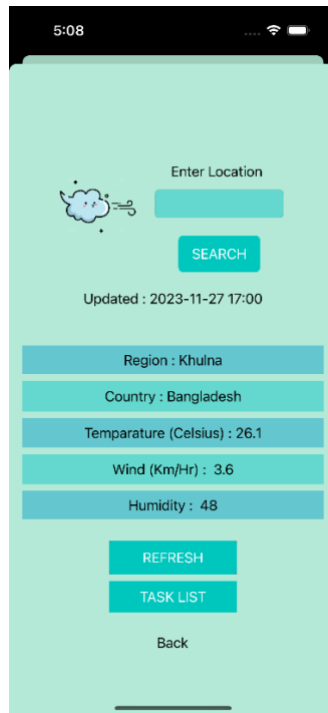 5:08
Enter Location
SEARCH
Updated : 2023-11-27 17:00
Region : Khulna
Country : Bangladesh
Temparature (Celsius) : 26.1
Wind (Km/Hr) : 3.6
Humidity : 48
REFRESH
TASK LIST
Back